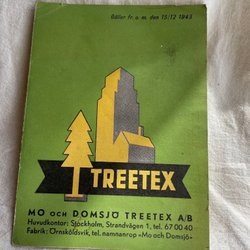 Gäller fr. o. m. den 15/12 1943
TREETEX
MO OCH DOMSJÖ TREETEX A/B
Huvudkontor: Stockholm, Strandvägen 1, tel. 67 00 40
Fabrik: Örnsköldsvik, tel. namnanrop »Mo och Domsjö»